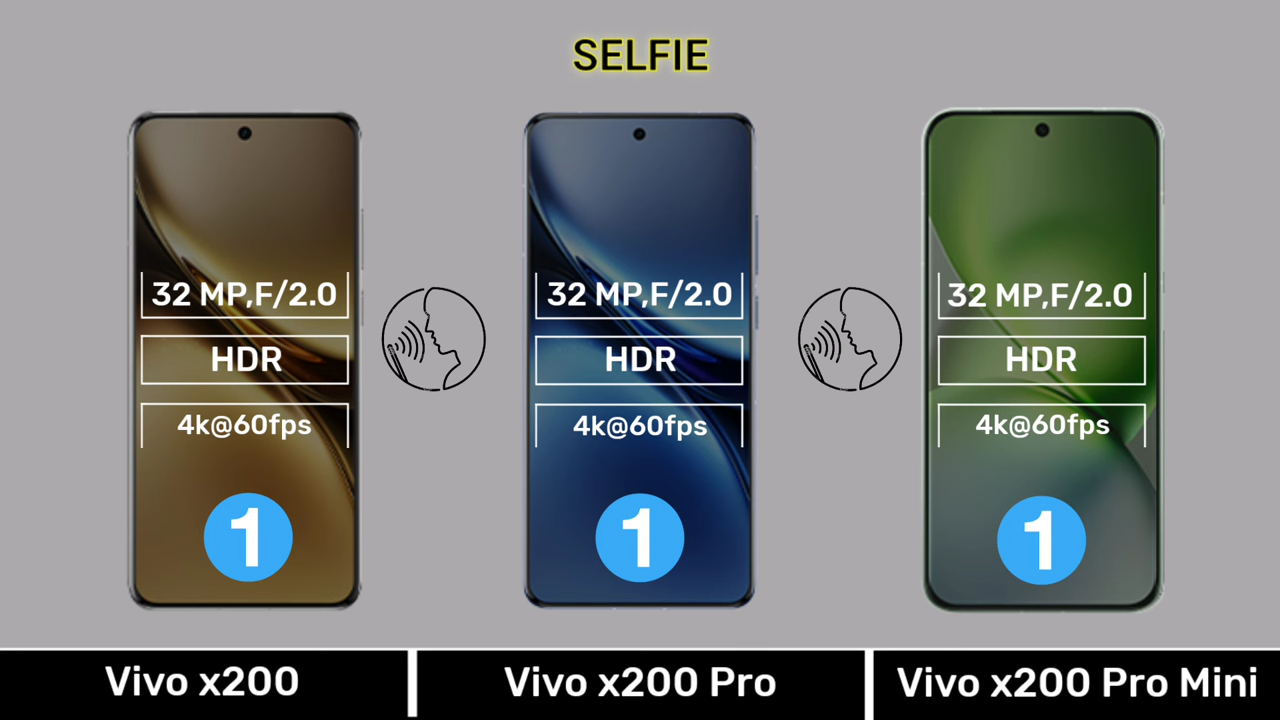 SELFIE
32 MP,F/2.0
HDR
4k@60fps
1
32 MP,F/2.0
HDR
4k@60fps
1
32 MP,F/2.0
HDR
4k@60fps
1
Vivo x200
Vivo x200 Pro
Vivo x200 Pro Mini